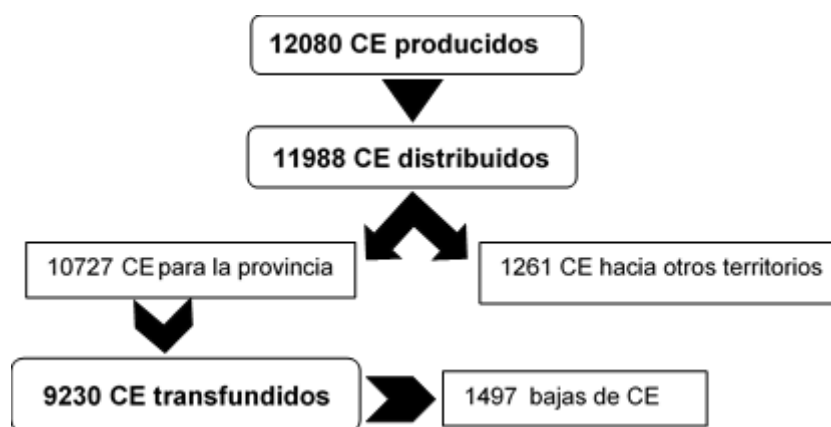 12080 CE producidos
11988 CE distribuidos
10727 CE para la provincia
1261 CE hacia otros territorios
9230 CE transfundidos
1497 bajas de CE